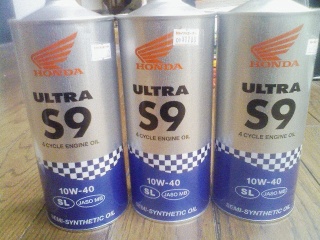 HONDA
ULTRA
S9
4 CYCLE ENGINE OIL
10W-40
SL JASO MB
SEMI-SYNTHETIC OIL
HONDA
ULTRA
S9
4 CYCLE ENGINE OIL
10W-40
SL JASO MB
SEMI-SYNTHETIC OIL
HONDA
ULTRA
S9
4 CYCLE ENGINE OIL
10W-40
SL JASO MB
SEMI-SYNTHETIC OIL